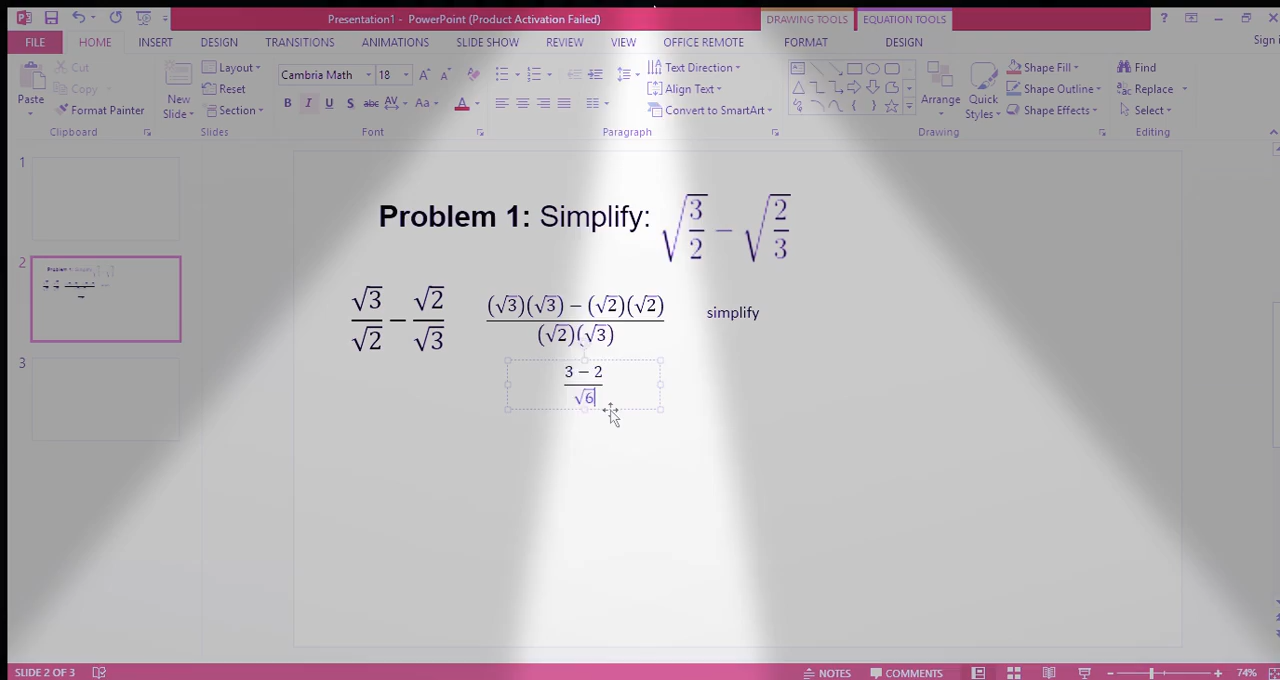 Presentation1 - PowerPoint (Product Activation Failed)
DRAWING TOOLS
EQUATION TOOLS
FILE
HOME
INSERT
DESIGN
TRANSITIONS
ANIMATIONS
SLIDE SHOW
REVIEW
VIEW
OFFICE REMOTE
FORMAT
DESIGN
Sign i
Paste
Cut
Copy
Format Painter
Clipboard
New Slide
Layout
Reset
Section
Slides
Cambria Math
18
B I U S abc AV Aa A
Font
Text Direction
Align Text
Convert to SmartArt
Paragraph
Arrange
Quick Styles
Shape Fill
Shape Outline
Shape Effects
Drawing
Find
Replace
Select
Editing
1
2
3
Problem 1: Simplify: √(3/2) − √(2/3)
√3/√2 − √2/√3
((√3)(√3) − (√2)(√2))/((√2)(√3))
simplify
(3 − 2)/√6
SLIDE 2 OF 3
NOTES
COMMENTS
74%